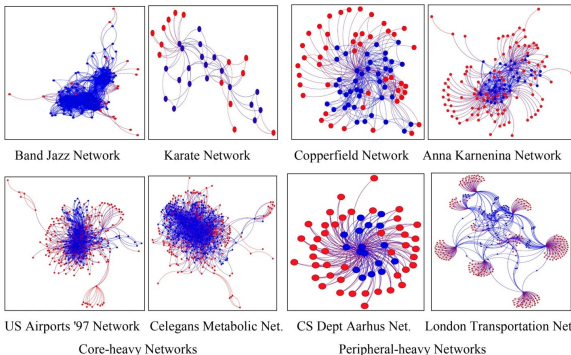 Band Jazz Network Karate Network Copperfield Network Anna Karnenina Network
US Airports '97 Network Celegans Metabolic Net. CS Dept Aarhus Net. London Transportation Net
Core-heavy Networks Peripheral-heavy Networks